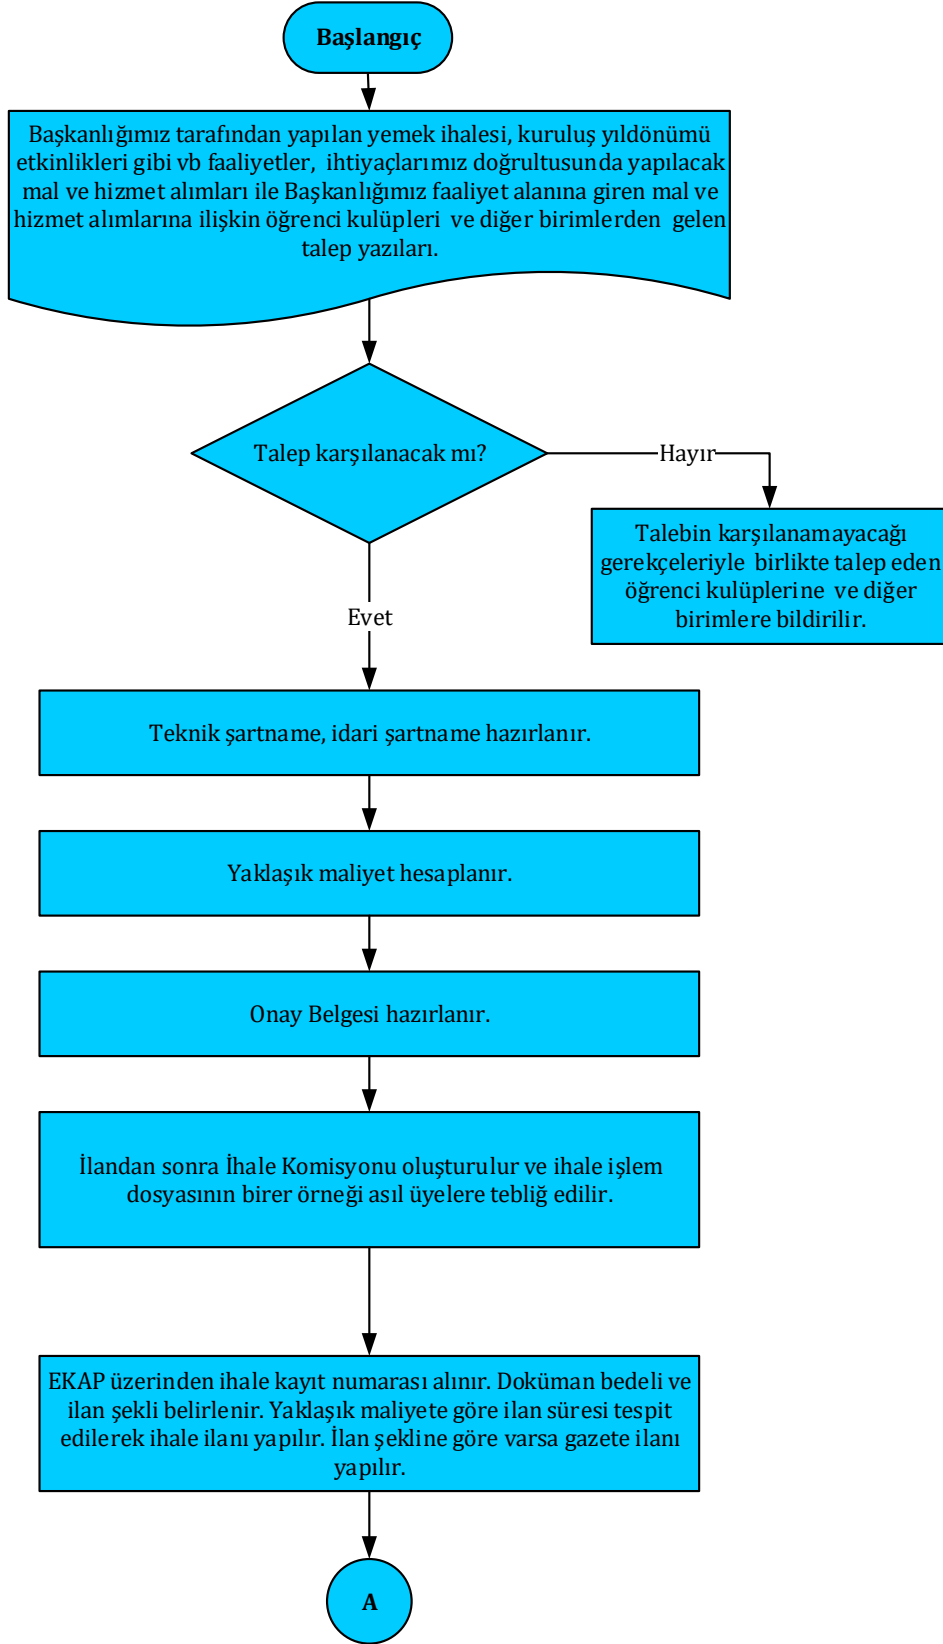 Başlangıç
Başkanlığımız tarafından yapılan yemek ihalesi, kuruluş yıldönümü
etkinlikleri gibi vb faaliyetler, ihtiyaçlarımız doğrultusunda yapılacak
mal ve hizmet alımları ile Başkanlığımız faaliyet alanına giren mal ve
hizmet alımlarına ilişkin öğrenci kulüpleri ve diğer birimlerden gelen
talep yazıları.
Talep karşılanacak mı?
Hayır
Talebin karşılanamayacağı
gerekçeleriyle birlikte talep eden
öğrenci kulüplerine ve diğer
birimlere bildirilir.
Evet
Teknik şartname, idari şartname hazırlanır.
Yaklaşık maliyet hesaplanır.
Onay Belgesi hazırlanır.
İlandan sonra İhale Komisyonu oluşturulur ve ihale işlem
dosyasının birer örneği asıl üyelere tebliğ edilir.
EKAP üzerinden ihale kayıt numarası alınır. Doküman bedeli ve
ilan şekli belirlenir. Yaklaşık maliyete göre ilan süresi tespit
edilerek ihale ilanı yapılır. İlan şekline göre varsa gazete ilanı
yapılır.
A